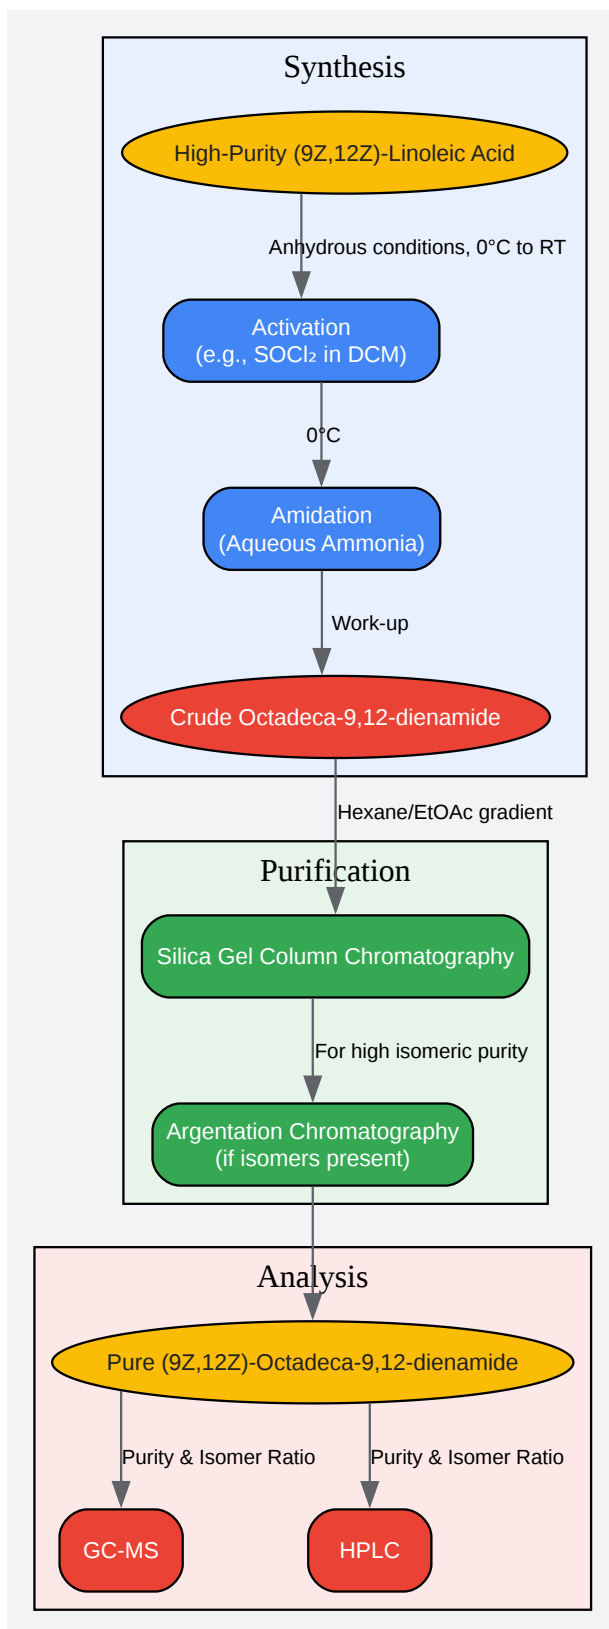 Synthesis
High-Purity (9Z,12Z)-Linoleic Acid
Anhydrous conditions, 0°C to RT
Activation
(e.g., SOCl₂ in DCM)
0°C
Amidation
(Aqueous Ammonia)
Work-up
Crude Octadeca-9,12-dienamide
Hexane/EtOAc gradient
Purification
Silica Gel Column Chromatography
For high isomeric purity
Argentation Chromatography
(if isomers present)
Analysis
Pure (9Z,12Z)-Octadeca-9,12-dienamide
Purity & Isomer Ratio
Purity & Isomer Ratio
GC-MS
HPLC